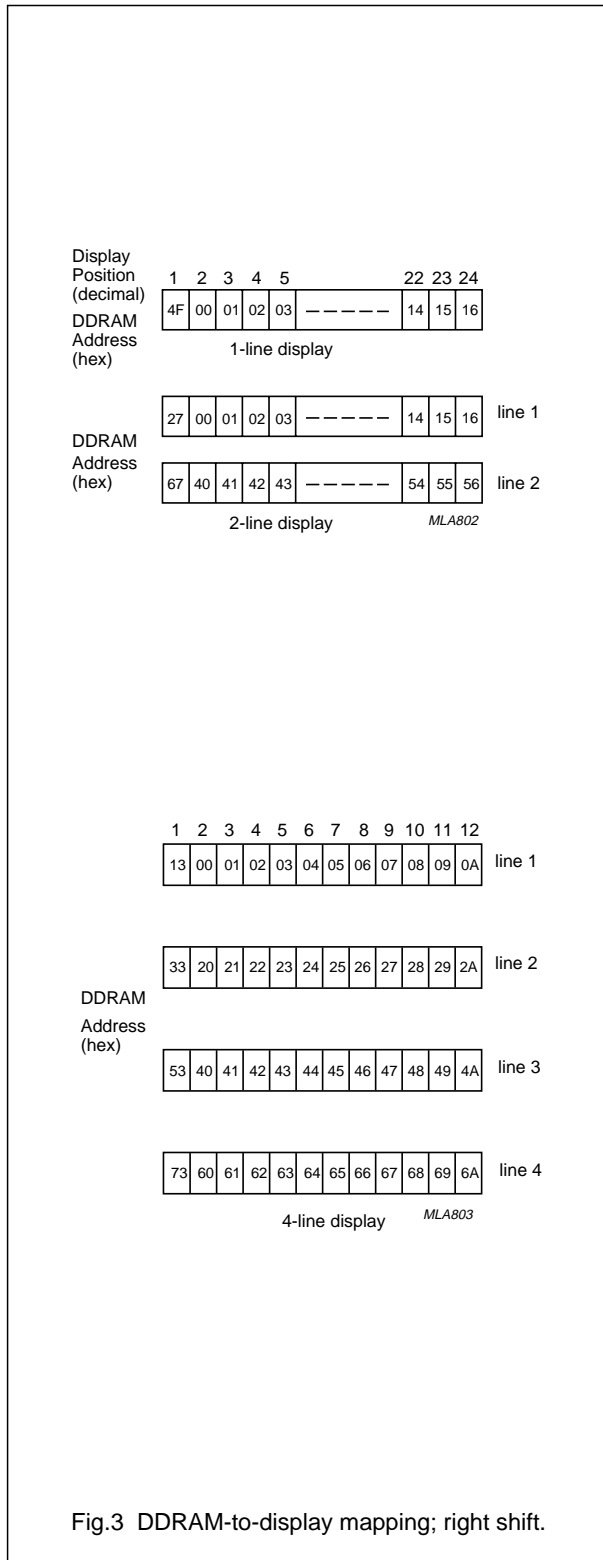 Display
Position
(decimal)
1 2 3 4 5 22 23 24
DDRAM
Address
(hex)
4F 00 01 02 03 14 15 16
1-line display
DDRAM
Address
(hex)
27 00 01 02 03 14 15 16 line 1
67 40 41 42 43 54 55 56 line 2
2-line display MLA802
1 2 3 4 5 6 7 8 9 10 11 12
13 00 01 02 03 04 05 06 07 08 09 0A line 1
33 20 21 22 23 24 25 26 27 28 29 2A line 2
DDRAM
Address
(hex)
53 40 41 42 43 44 45 46 47 48 49 4A line 3
73 60 61 62 63 64 65 66 67 68 69 6A line 4
4-line display MLA803
Fig.3 DDRAM-to-display mapping; right shift.